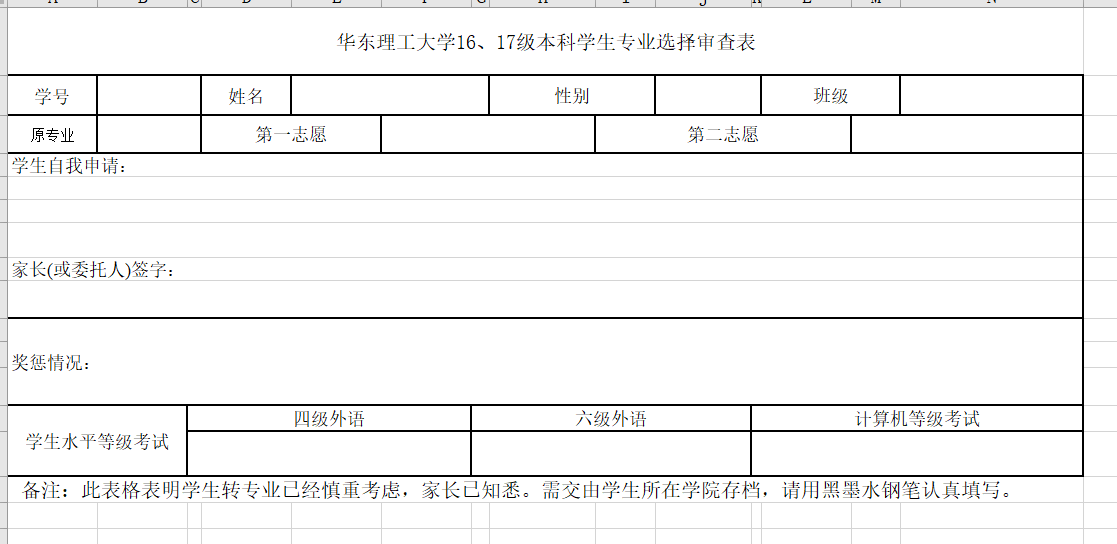 华东理工大学16、17级本科学生专业选择审查表
学号 姓名 性别 班级
原专业 第一志愿 第二志愿
学生自我申请：
家长(或委托人)签字：
奖惩情况：
四级外语 六级外语 计算机等级考试
学生水平等级考试
备注：此表格表明学生转专业已经慎重考虑，家长已知悉。需交由学生所在学院存档，请用黑墨水钢笔认真填写。